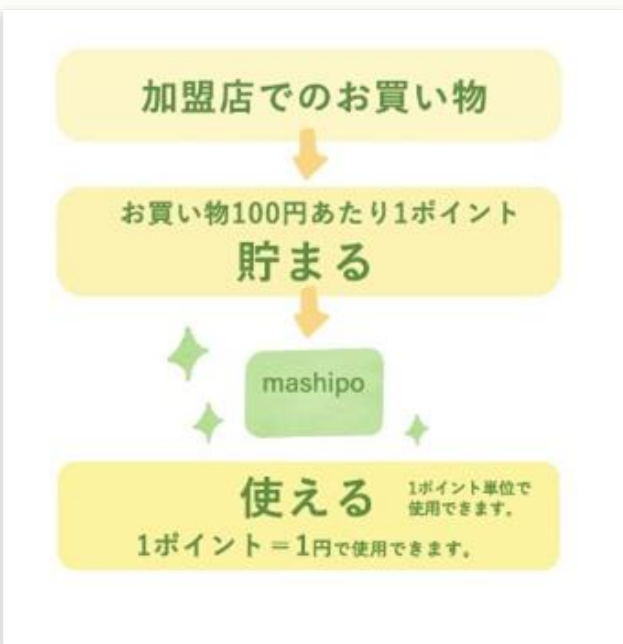 加盟店でのお買い物
お買い物100円あたり1ポイント
貯まる
mashipo
使える
1ポイント単位で
使用できます。
1ポイント＝1円で使用できます。